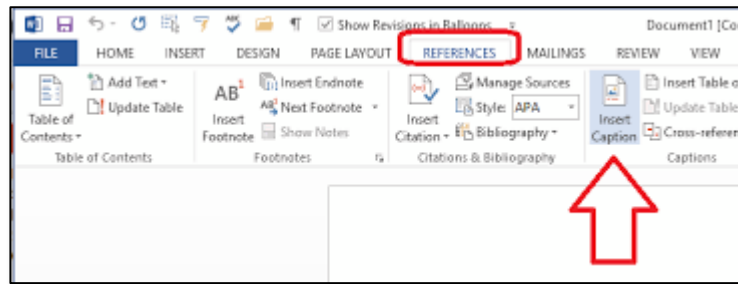 Show Revisions in Balloons Document1 [Co
FILE HOME INSERT DESIGN PAGE LAYOUT REFERENCES MAILINGS REVIEW VIEW
Table of Contents
Add Text
Update Table
Table of Contents
AB1
Insert Footnote
Insert Endnote
Next Footnote
Show Notes
Footnotes
Insert Citation
Manage Sources
Style: APA
Bibliography
Citations & Bibliography
Insert Caption
Insert Table o
Update Table
Cross-referen
Captions